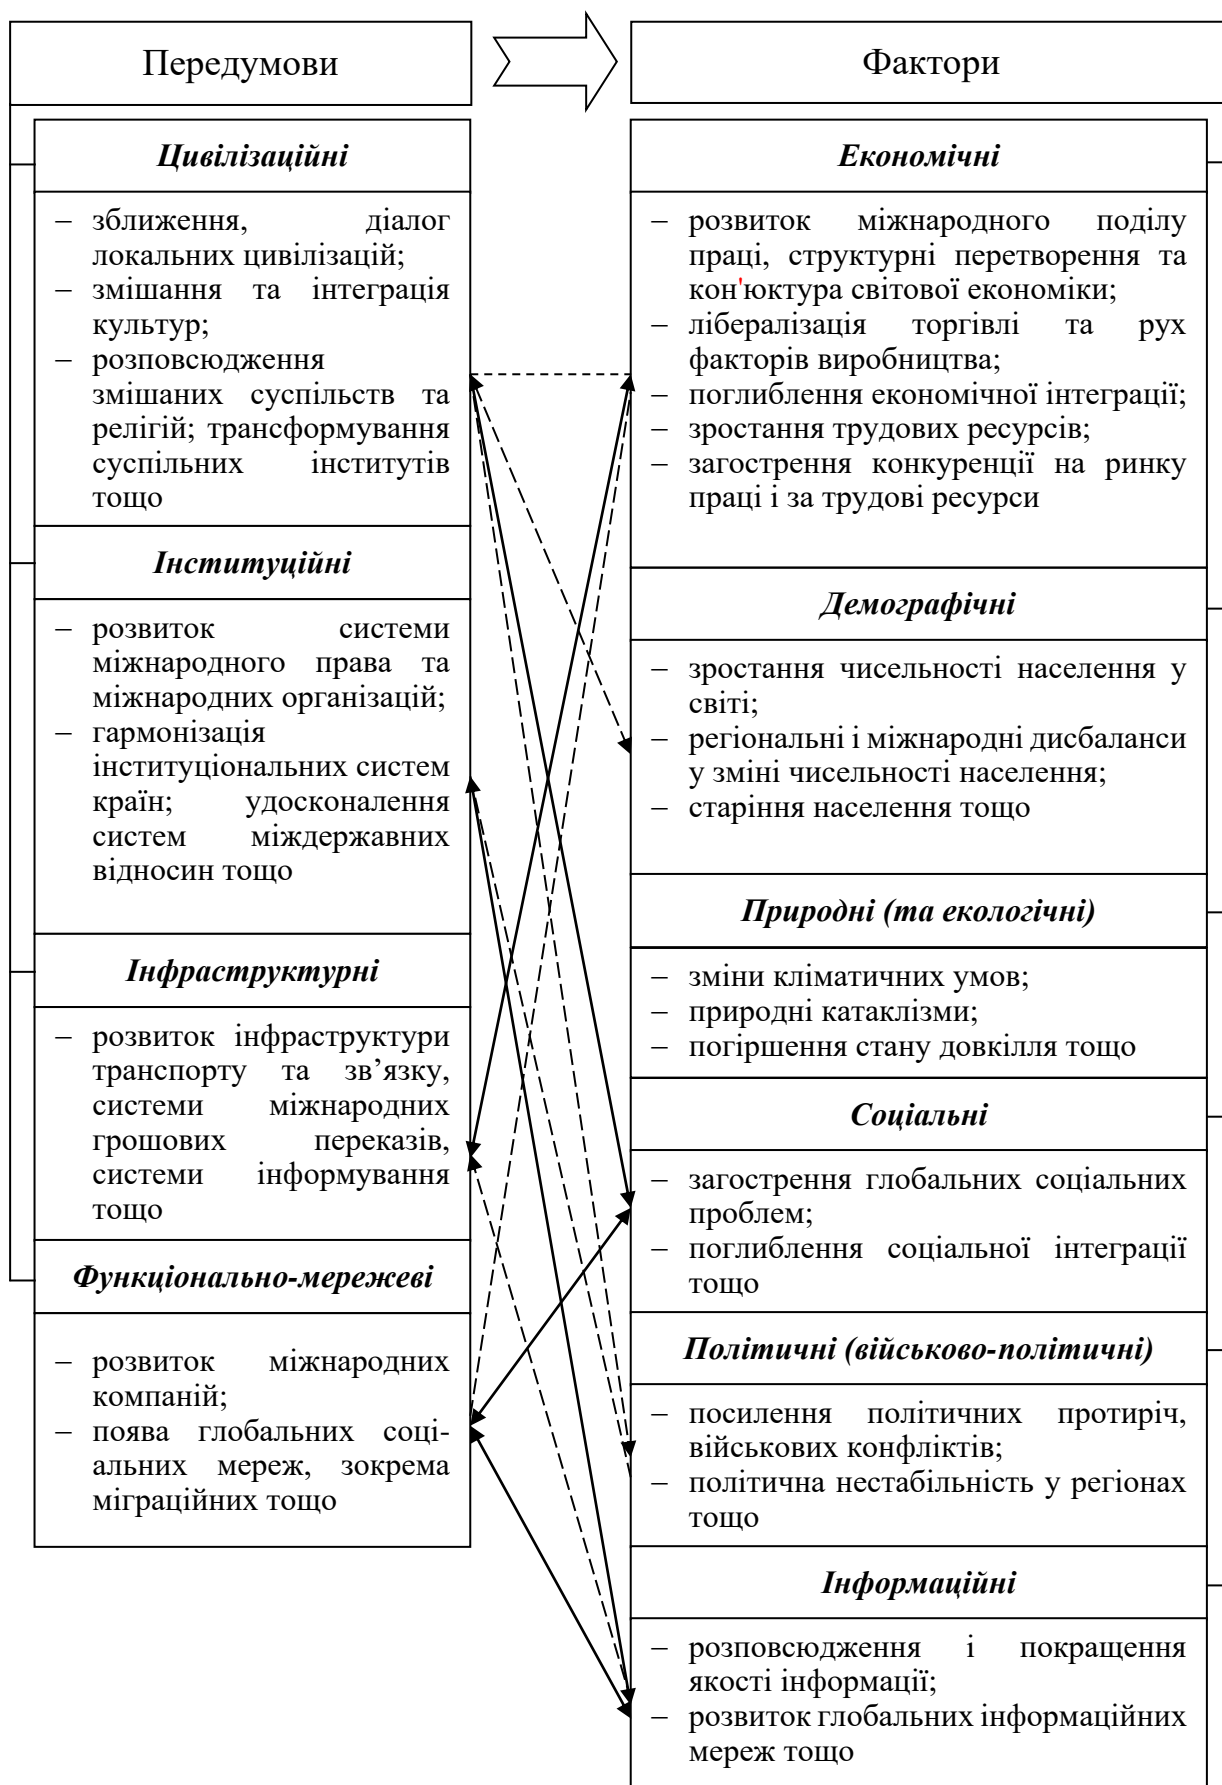 Передумови
Фактори
Цивілізаційні
– зближення, діалог
локальних цивілізацій;
– змішання та інтеграція
культур;
– розповсюдження
змішаних суспільств та
релігій; трансформування
суспільних інститутів
тощо
Інституційні
– розвиток системи
міжнародного права та
міжнародних організацій;
– гармонізація
інституціональних систем
країн; удосконалення
систем міждержавних
відносин тощо
Інфраструктурні
– розвиток інфраструктури
транспорту та зв’язку,
системи міжнародних
грошових переказів,
системи інформування
тощо
Функціонально-мережеві
– розвиток міжнародних
компаній;
– поява глобальних соці-
альних мереж, зокрема
міграційних тощо
Економічні
– розвиток міжнародного поділу
праці, структурні перетворення та
кон'юктура світової економіки;
– лібералізація торгівлі та рух
факторів виробництва;
– поглиблення економічної інтеграції;
– зростання трудових ресурсів;
– загострення конкуренції на ринку
праці і за трудові ресурси
Демографічні
– зростання чисельності населення у
світі;
– регіональні і міжнародні дисбаланси
у зміні чисельності населення;
– старіння населення тощо
Природні (та екологічні)
– зміни кліматичних умов;
– природні катаклізми;
– погіршення стану довкілля тощо
Соціальні
– загострення глобальних соціальних
проблем;
– поглиблення соціальної інтеграції
тощо
Політичні (військово-політичні)
– посилення політичних протиріч,
військових конфліктів;
– політична нестабільність у регіонах
тощо
Інформаційні
– розповсюдження і покращення
якості інформації;
– розвиток глобальних інформаційних
мереж тощо